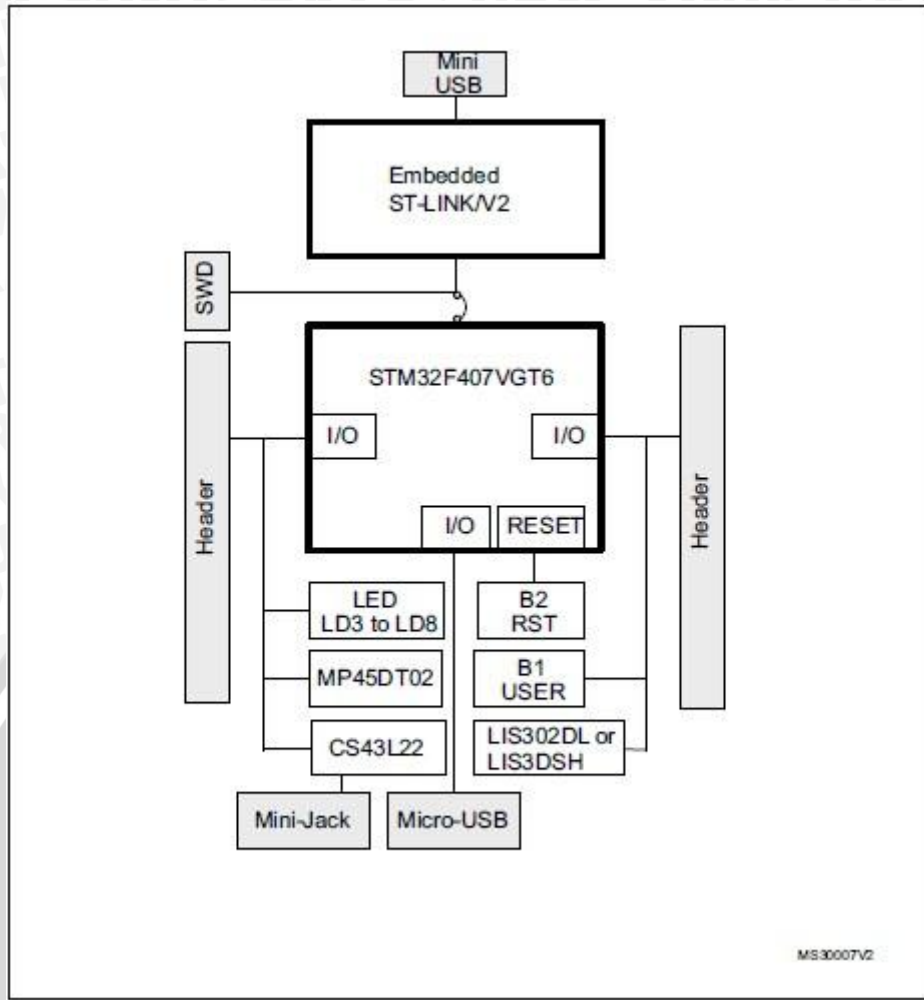 Mini
USB
Embedded
ST-LINK/V2
SWD
STM32F407VGT6
I/O
I/O
Header
Header
I/O
RESET
LED
LD3 to LD8
B2
RST
MP45DT02
B1
USER
CS43L22
LIS302DL or
LIS3DSH
Mini-Jack
Micro-USB
MS30007V2